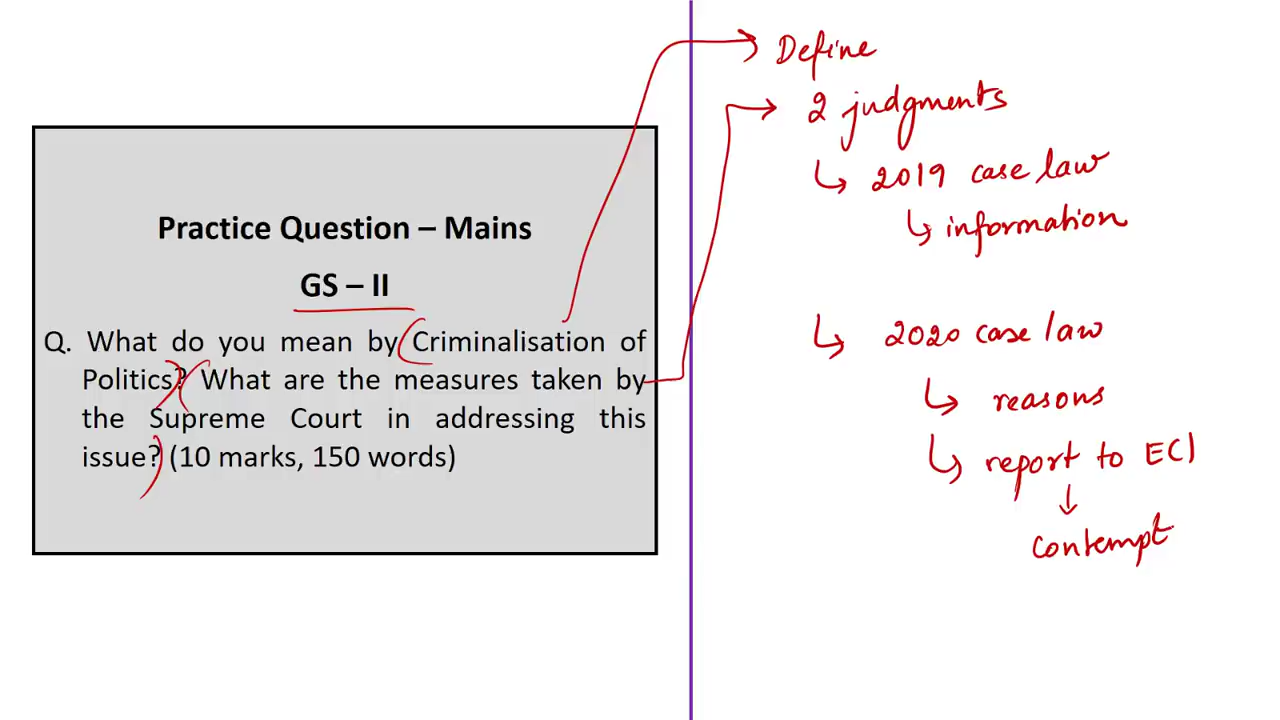 Practice Question – Mains
GS – II
Q. What do you mean by Criminalisation of
Politics? What are the measures taken by
the Supreme Court in addressing this
issue? (10 marks, 150 words)
Define
2 judgments
2019 case law
information
2020 case law
reasons
report to ECI
contempt